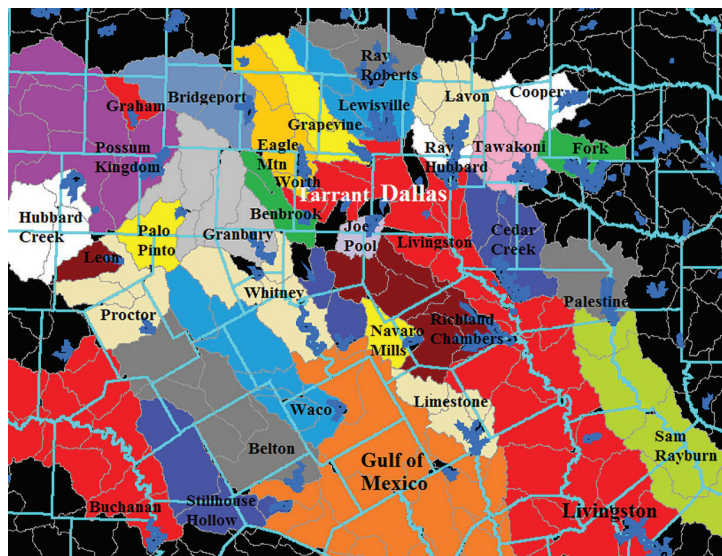 Ray
Roberts
Graham
Bridgeport
Lewisville
Lavon
Cooper
Possum
Kingdom
Eagle
Mtn
Grapevine
Ray
Hubbard
Tawakoni
Fork
Worth
Tarrant
Dallas
Hubbard
Creek
Palo
Pinto
Granbury
Benbrook
Joe
Pool
Livingston
Cedar
Creek
Leon
Proctor
Whitney
Navaro
Mills
Richland
Chambers
Palestine
Waco
Limestone
Belton
Gulf of
Mexico
Sam
Rayburn
Buchanan
Stillhouse
Hollow
Livingston